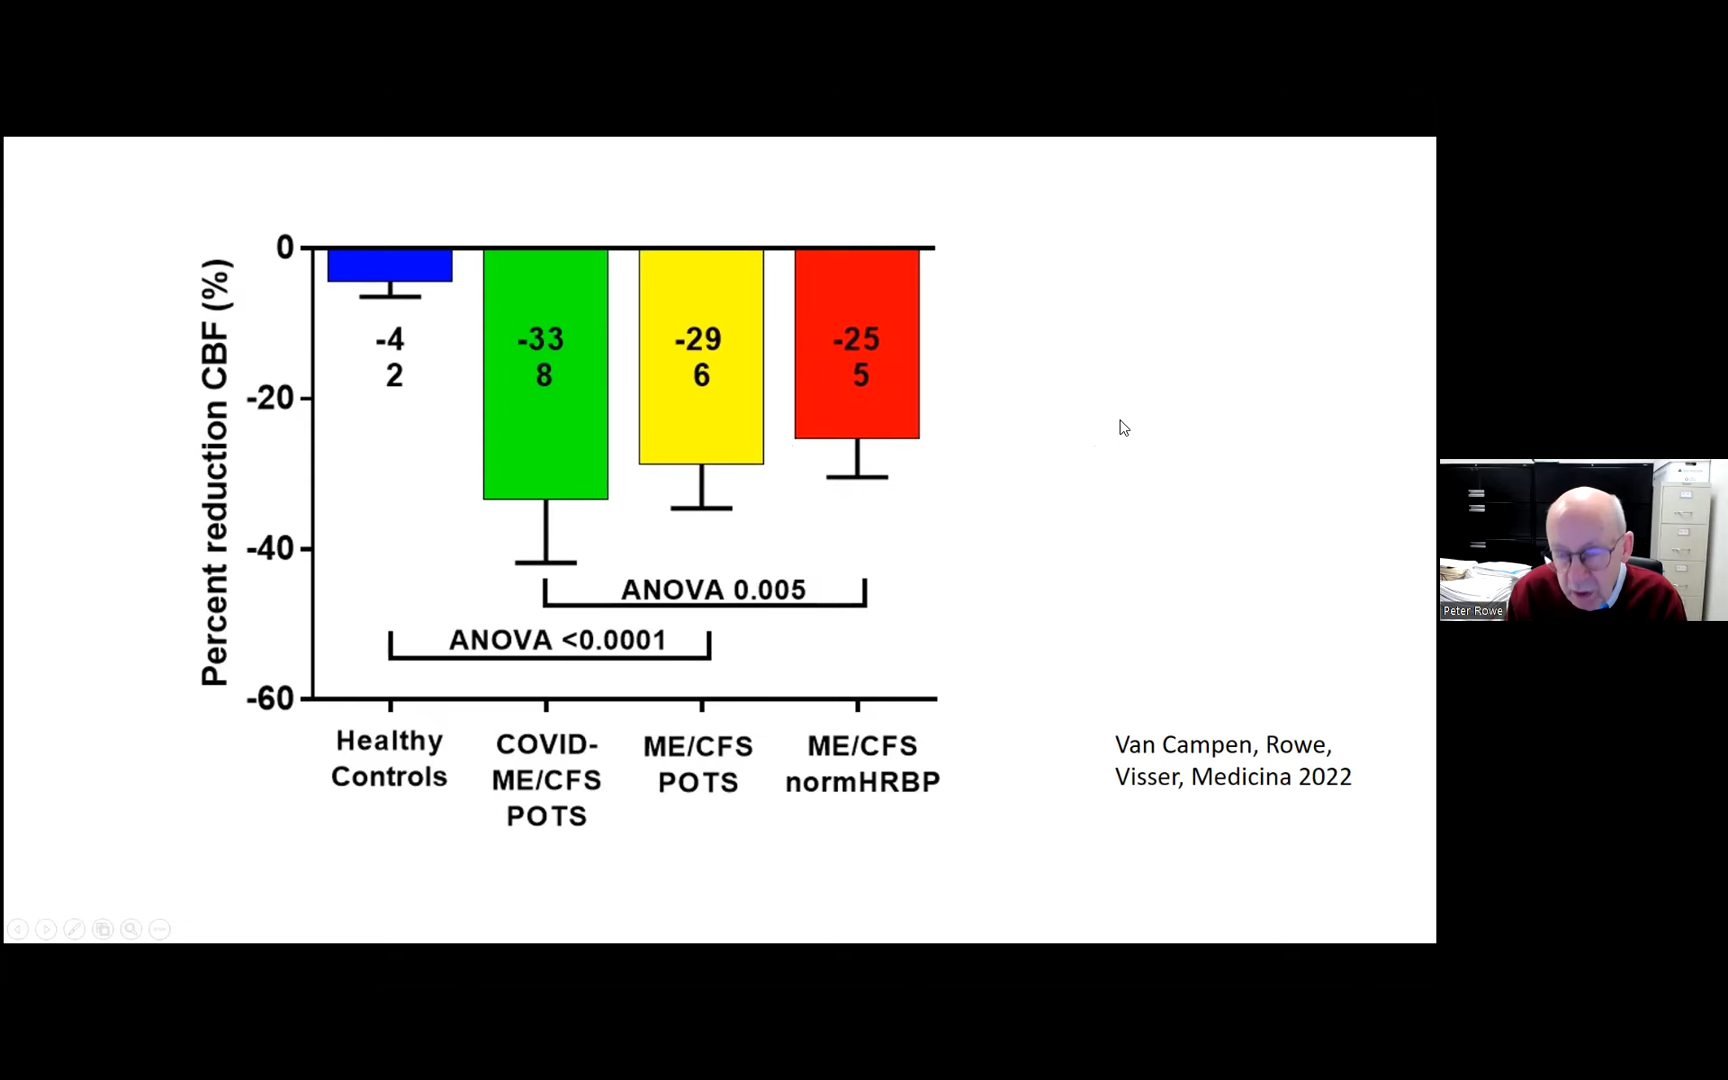 Percent reduction CBF (%)
0
-20
-40
-60
-4
2
-33
8
-29
6
-25
5
ANOVA 0.005
ANOVA <0.0001
Healthy
Controls
COVID-
ME/CFS
POTS
ME/CFS
POTS
ME/CFS
normHRBP
Van Campen, Rowe,
Visser, Medicina 2022
Peter Rowe